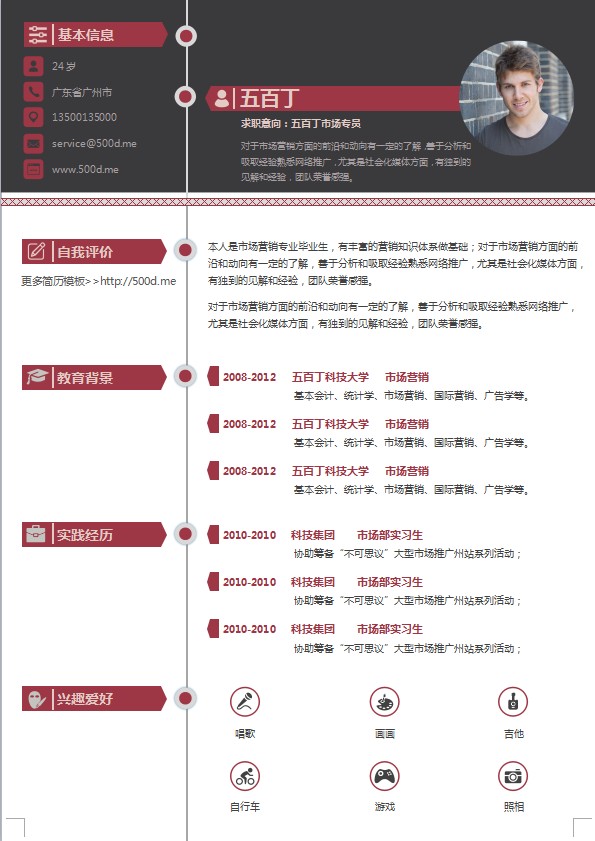 基本信息
24 岁
广东省广州市
13500135000
service@500d.me
www.500d.me
五百丁
求职意向：五百丁市场专员
对于市场营销方面的前沿和动向有一定的了解，善于分析和
吸取经验熟悉网络推广，尤其是社会化媒体方面，有独到的
见解和经验，团队荣誉感强。
自我评价
更多简历模板>>http://500d.me
本人是市场营销专业毕业生，有丰富的营销知识体系做基础；对于市场营销方面的前
沿和动向有一定的了解，善于分析和吸取经验熟悉网络推广，尤其是社会化媒体方面，
有独到的见解和经验，团队荣誉感强。
对于市场营销方面的前沿和动向有一定的了解，善于分析和吸取经验熟悉网络推广，
尤其是社会化媒体方面，有独到的见解和经验，团队荣誉感强。
教育背景
2008-2012 五百丁科技大学 市场营销
基本会计、统计学、市场营销、国际营销、广告学等。
2008-2012 五百丁科技大学 市场营销
基本会计、统计学、市场营销、国际营销、广告学等。
2008-2012 五百丁科技大学 市场营销
基本会计、统计学、市场营销、国际营销、广告学等。
实践经历
2010-2010 科技集团 市场部实习生
协助筹备“不可思议”大型市场推广州站系列活动；
2010-2010 科技集团 市场部实习生
协助筹备“不可思议”大型市场推广州站系列活动；
2010-2010 科技集团 市场部实习生
协助筹备“不可思议”大型市场推广州站系列活动；
兴趣爱好
唱歌 画画 吉他
自行车 游戏 照相